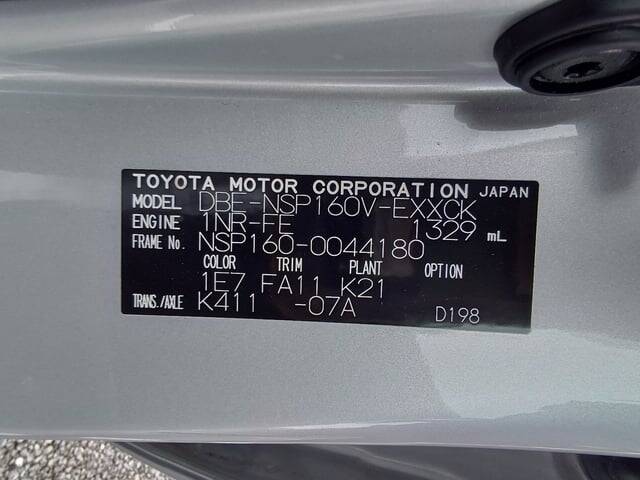 TOYOTA MOTOR CORPORATION JAPAN
MODEL DBE-NSP160V-EXXCK
ENGINE 1NR-FE 1329 mL
FRAME No. NSP160-0044180
COLOR TRIM PLANT OPTION
1E7 FA11 K21
TRANS./AXLE K411 -07A D198